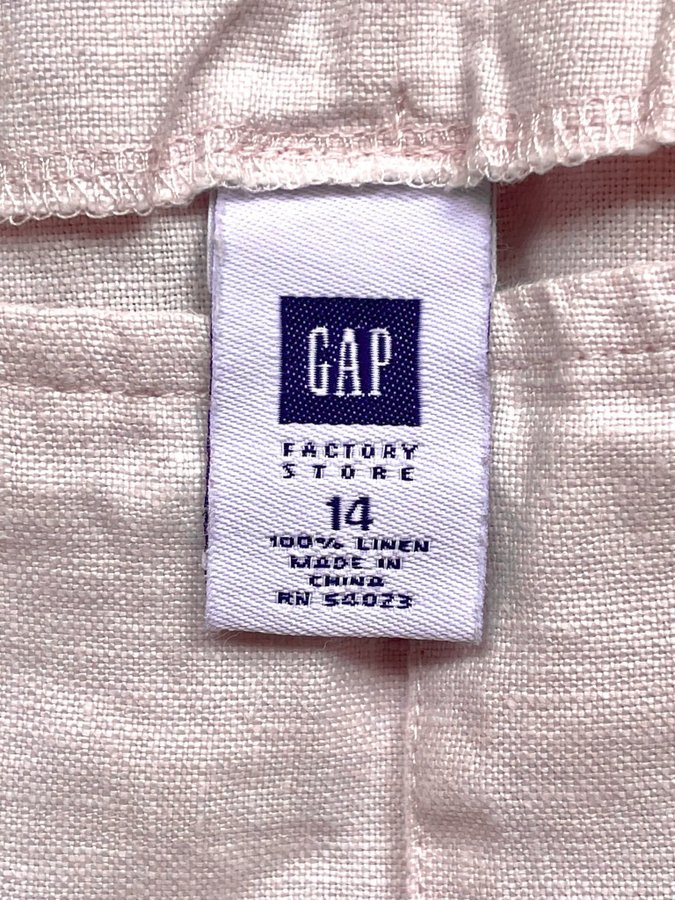 GAP
FACTORY
STORE
14
100% LINEN
MADE IN
CHINA
RN 54023